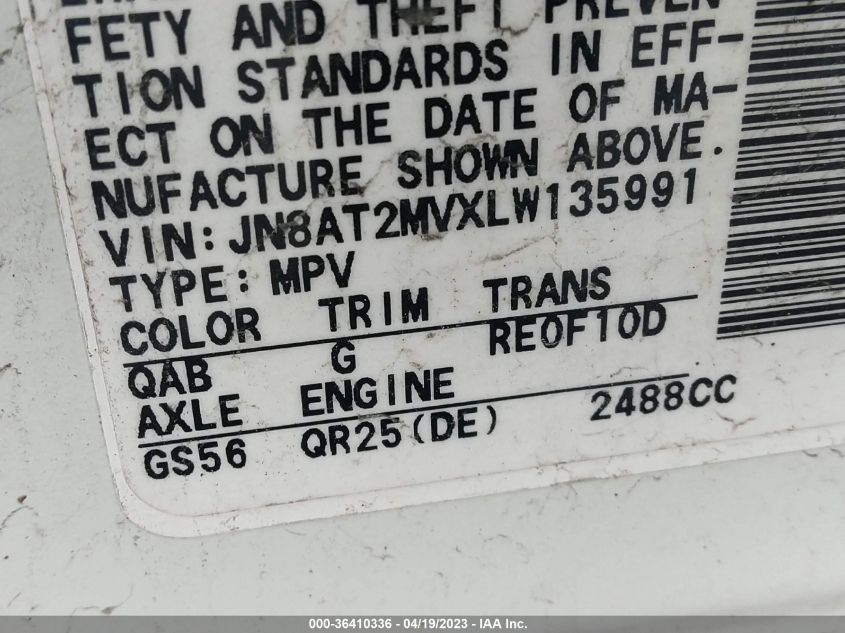 FETY AND THEFT PREVEN
TION STANDARDS IN EFF-
ECT ON THE DATE OF MA-
NUFACTURE SHOWN ABOVE.
VIN: JN8AT2MVXLW135991
TYPE: MPV
COLOR TRIM TRANS
QAB G RE0F10D
AXLE ENGINE
GS56 QR25(DE) 2488CC
000-36410336 - 04/19/2023 - IAA Inc.